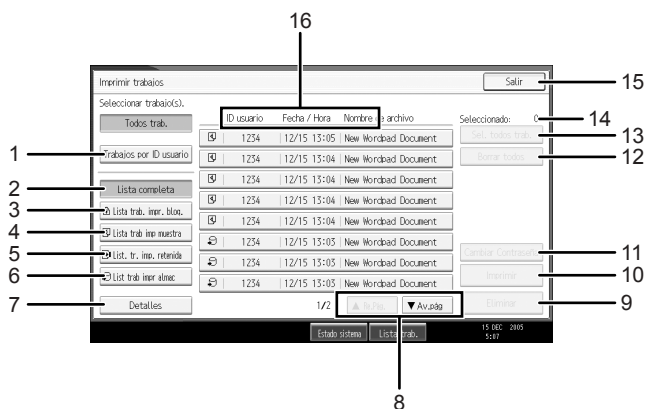 16
Imprimir trabajos
Salir
15
Seleccionar trabajo(s).
Todos trab.
ID usuario Fecha / Hora Nombre de archivo
Seleccionado: 0
14
Sel. todos trab.
13
1
Trabajos por ID usuario
1234 12/15 13:05 New Wordpad Document
Borrar todos
12
1234 12/15 13:04 New Wordpad Document
2
Lista completa
1234 12/15 13:04 New Wordpad Document
3
Lista trab. impr. bloq.
1234 12/15 13:04 New Wordpad Document
4
Lista trab imp muestra
1234 12/15 13:04 New Wordpad Document
5
List. tr. imp. retenida
1234 12/15 13:03 New Wordpad Document
Cambiar Contraseñ
11
6
List trab impr almac
1234 12/15 13:03 New Wordpad Document
Imprimir
10
1234 12/15 13:03 New Wordpad Document
7
Detalles
1/2
▲ Re.Pág.
▼ Av.pág
Eliminar
9
Estado sistema
Lista trab.
15 DEC 2005
5:07
8